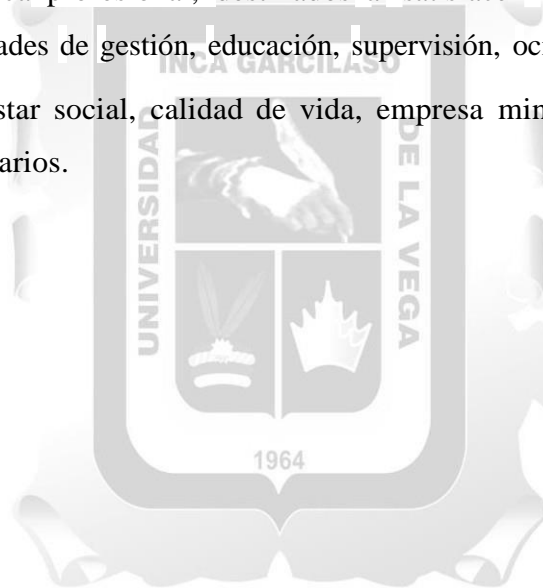 ades de gestión, educación, supervisión, oc
INCA GARCILASO
star social, calidad de vida, empresa min
arios.
UNIVERSIDAD
DE LA VEGA
1964